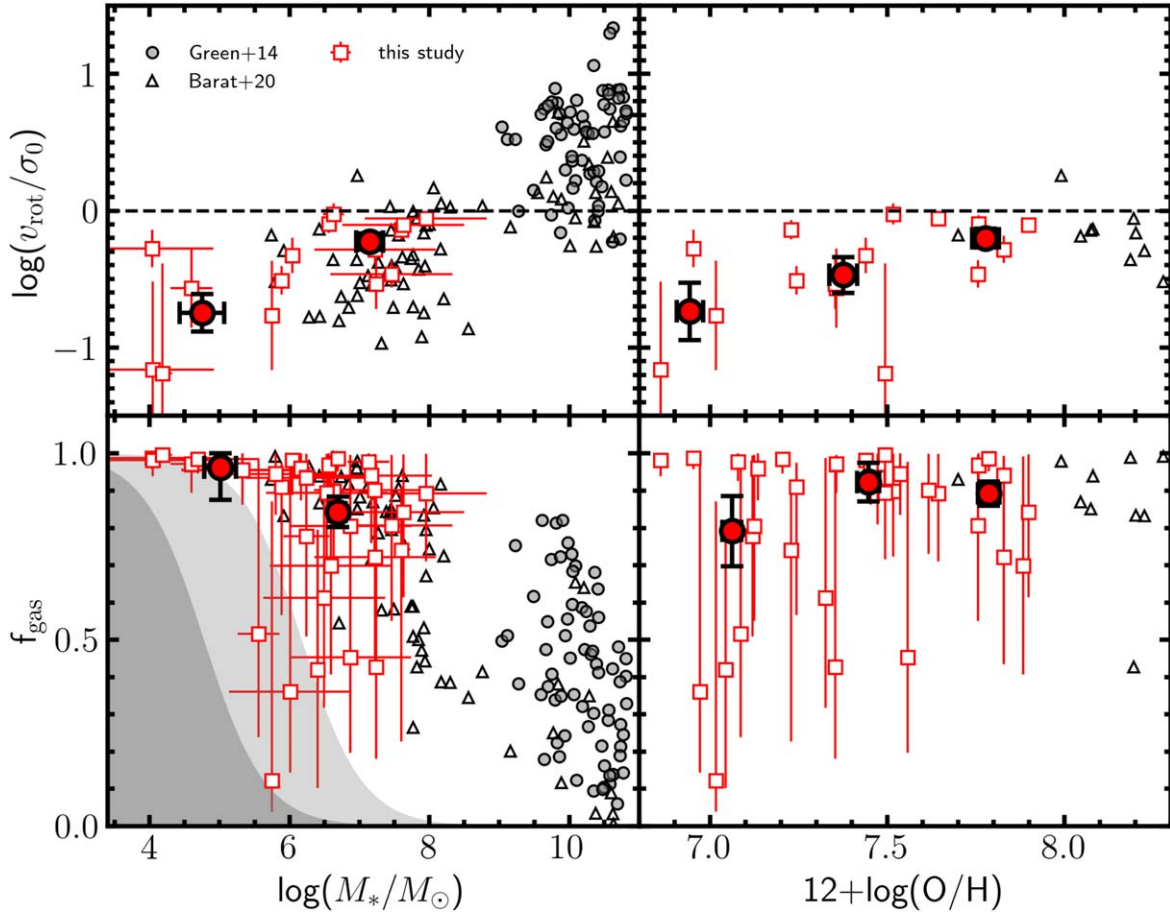 Green+14
this study
Barat+20
log(v_rot/σ_0)
1
0
−1
f_gas
1.0
0.5
0.0
4
6
8
10
7.0
7.5
8.0
log(M_*/M_⊙)
12+log(O/H)